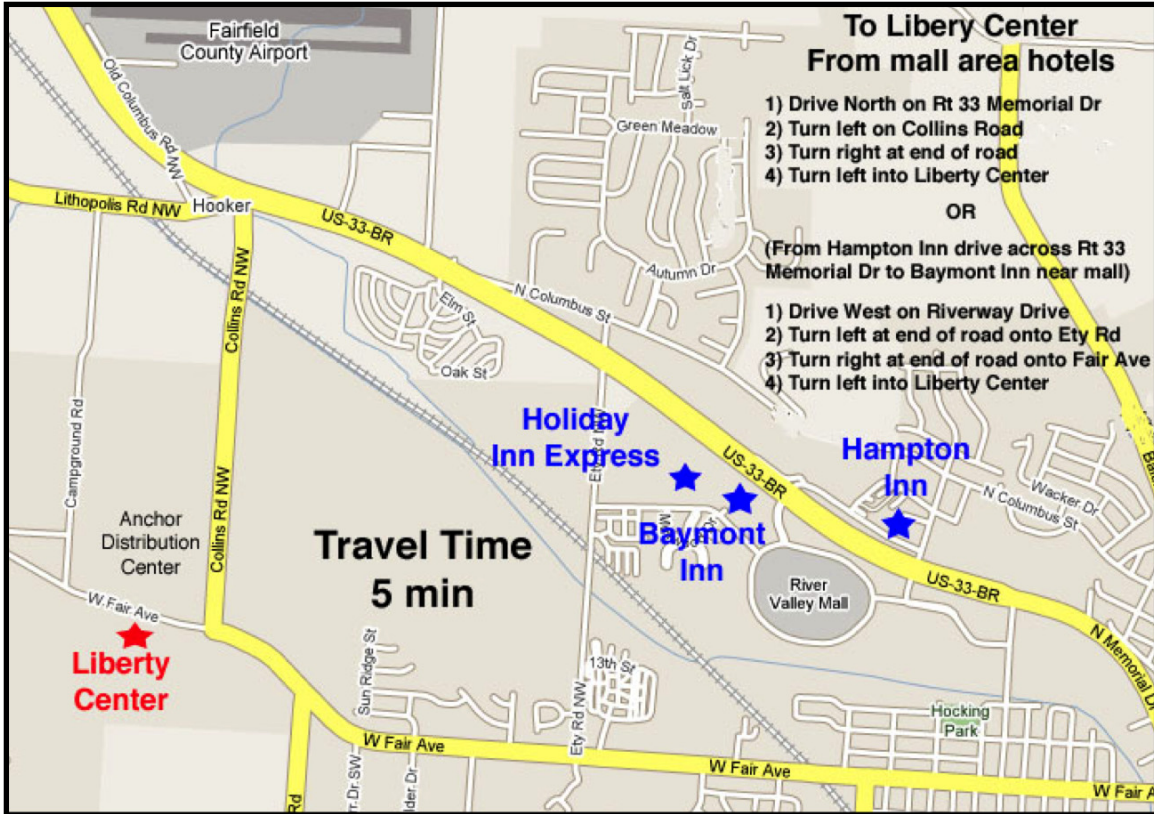 Fairfield
County Airport
Old Columbus Rd NW
Lithopolis Rd NW
Hooker
US-33-BR
Salt Lick Dr
Green Meadow
Autumn Dr
N Columbus St
Elm St
Oak St
To Libery Center
From mall area hotels
1) Drive North on Rt 33 Memorial Dr
2) Turn left on Collins Road
3) Turn right at end of road
4) Turn left into Liberty Center
OR
(From Hampton Inn drive across Rt 33
Memorial Dr to Baymont Inn near mall)
1) Drive West on Riverway Drive
2) Turn left at end of road onto Ety Rd
3) Turn right at end of road onto Fair Ave
4) Turn left into Liberty Center
Collins Rd NW
Collins Rd NW
Campground Rd
Ety Rd NW
Holiday
Inn Express
US-33-BR
Hampton
Inn
N Columbus St
Wacker Dr
Baymont
Inn
Anchor
Distribution
Center
Travel Time
5 min
River
Valley Mall
US-33-BR
N Memorial Dr
W Fair Ave
Liberty
Center
Sun Ridge St
13th St
Ety Rd NW
Hocking
Park
W Fair Ave
W Fair Ave
W Fair A
Rd